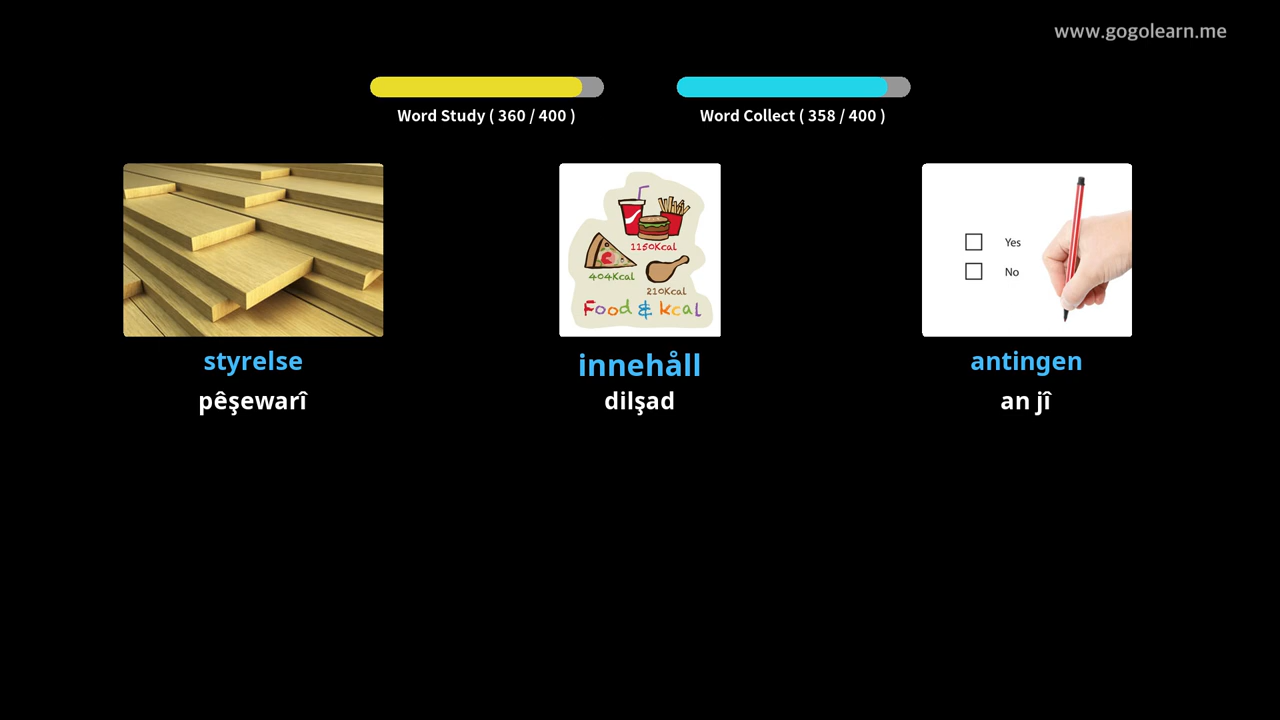 www.gogolearn.me
Word Study ( 360 / 400 )
Word Collect ( 358 / 400 )
1150Kcal
404Kcal
210Kcal
Food & kcal
Yes
No
styrelse
innehåll
antingen
pêşewarî
dilşad
an jî